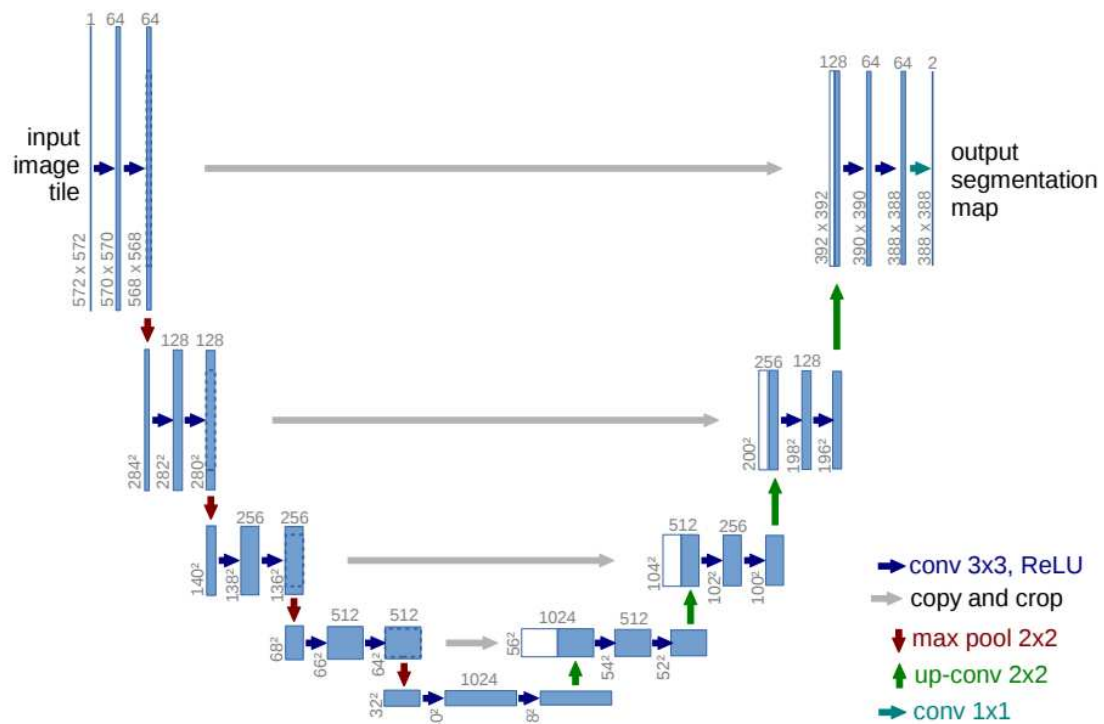 1
64
64
input
image
tile
572 x 572
570 x 570
568 x 568
128
64
64
2
392 x 392
390 x 390
388 x 388
388 x 388
output
segmentation
map
128
128
284²
282²
280²
256
128
200²
198²
196²
256
256
140²
138²
136²
512
256
104²
102²
100²
512
512
68²
66²
64²
1024
512
56²
54²
52²
1024
32²
0²
8²
conv 3x3, ReLU
copy and crop
max pool 2x2
up-conv 2x2
conv 1x1